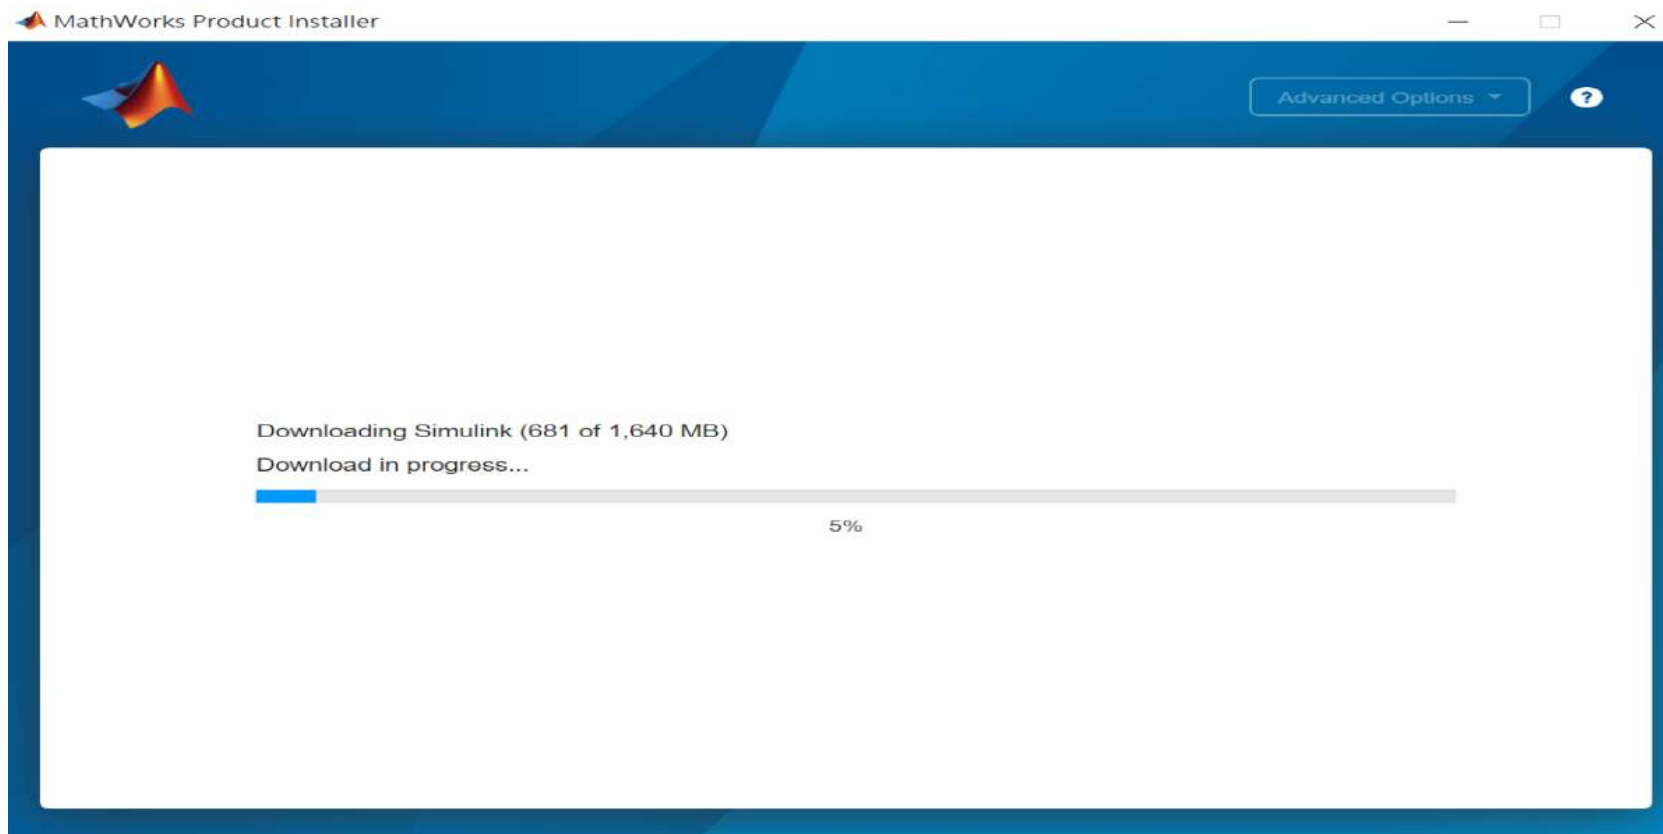 MathWorks Product Installer
Advanced Options
?
Downloading Simulink (681 of 1,640 MB)
Download in progress...
5%